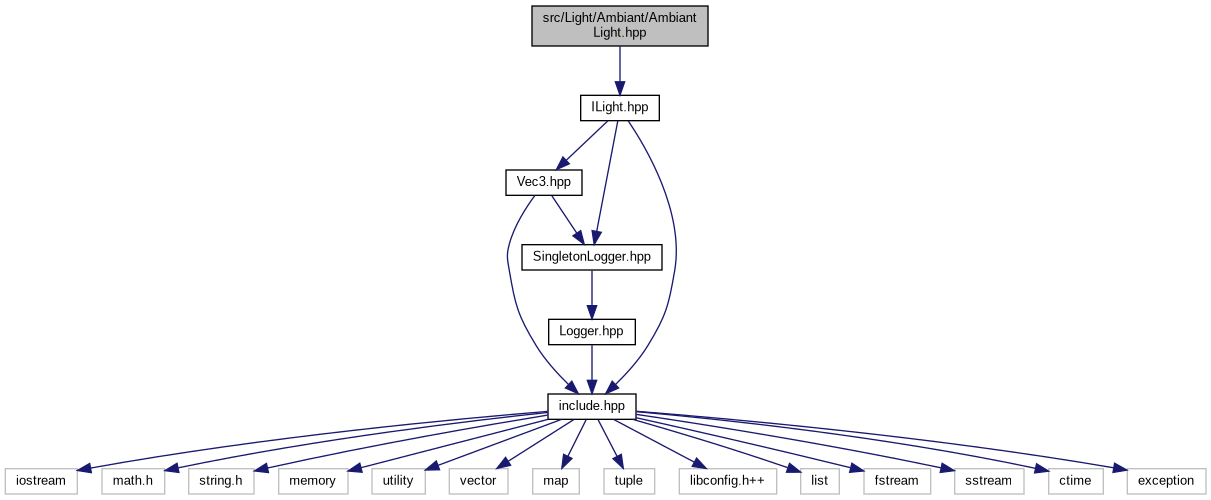 src/Light/Ambiant/Ambiant
Light.hpp
ILight.hpp
Vec3.hpp
SingletonLogger.hpp
Logger.hpp
include.hpp
iostream
math.h
string.h
memory
utility
vector
map
tuple
libconfig.h++
list
fstream
sstream
ctime
exception